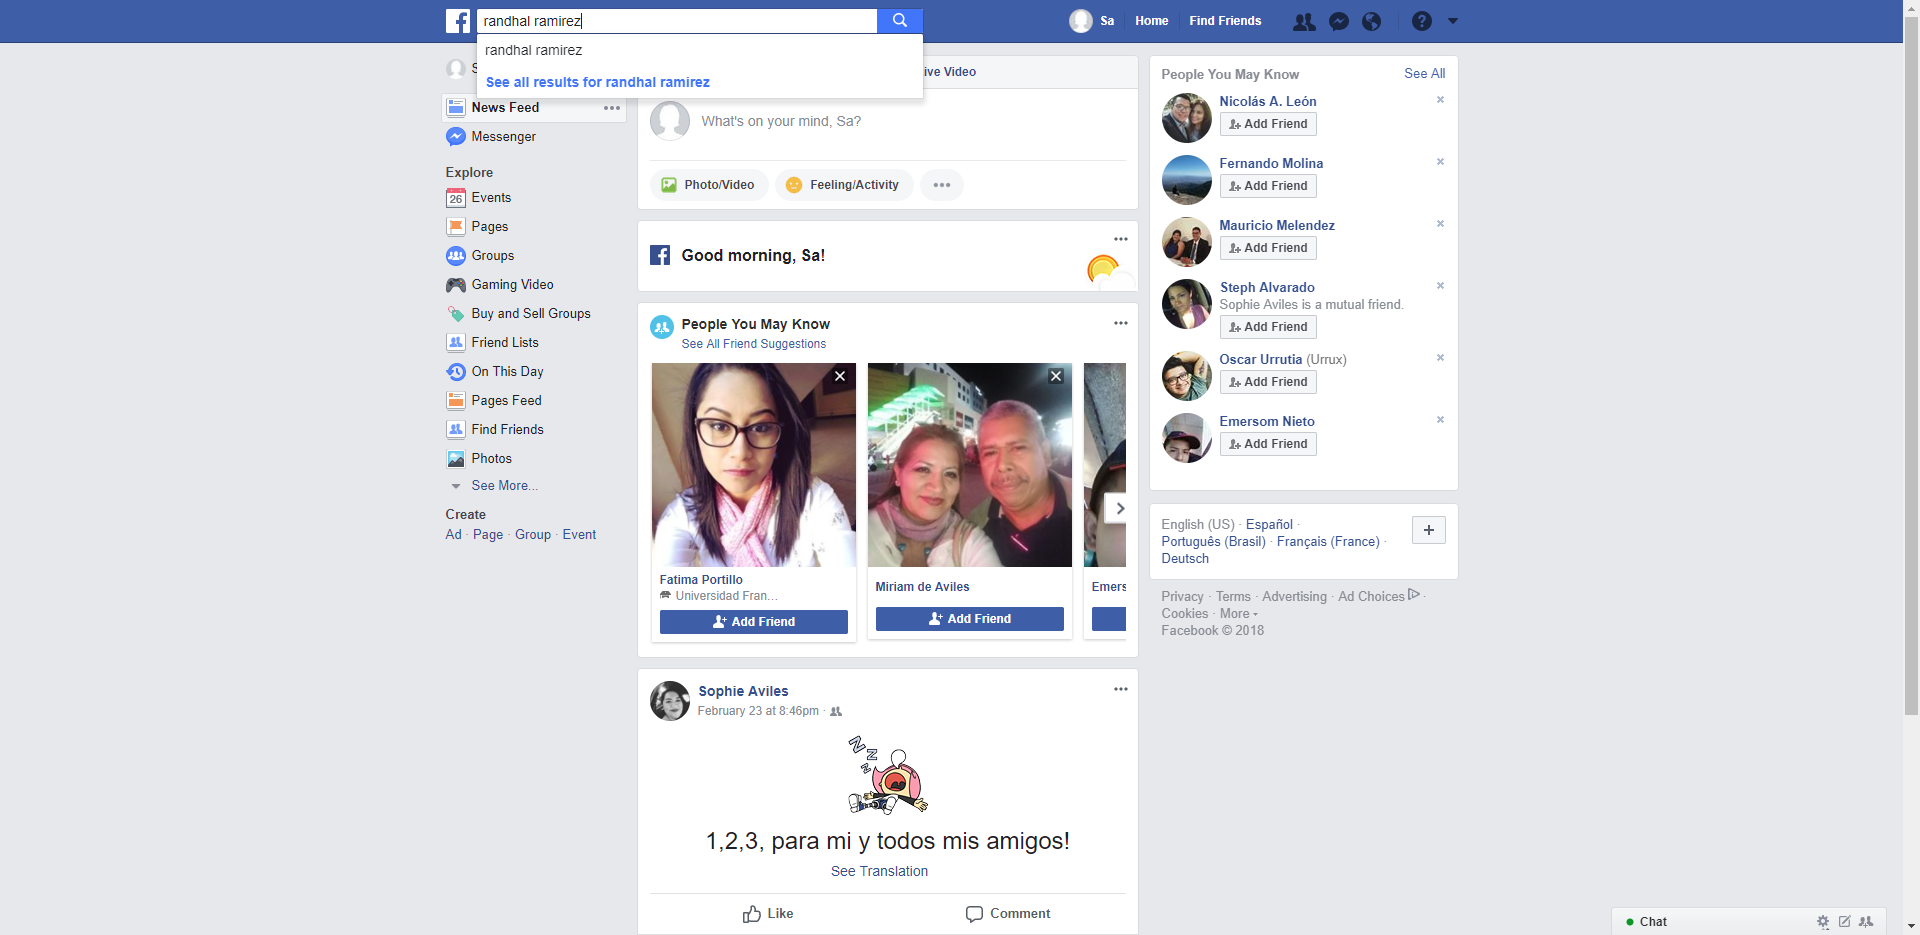 randhal ramirez
Sa
Home
Find Friends
randhal ramirez
See all results for randhal ramirez
S
ive Video
News Feed
Messenger
Explore
26
Events
Pages
Groups
Gaming Video
Buy and Sell Groups
Friend Lists
On This Day
Pages Feed
Find Friends
Photos
See More...
Create
Ad · Page · Group · Event
What's on your mind, Sa?
Photo/Video
Feeling/Activity
Good morning, Sa!
People You May Know
See All Friend Suggestions
Fatima Portillo
Universidad Fran...
Add Friend
Miriam de Aviles
Add Friend
Emers
Sophie Aviles
February 23 at 8:46pm ·
Z Z Z
1,2,3, para mi y todos mis amigos!
See Translation
Like
Comment
People You May Know
See All
Nicolás A. León
Add Friend
Fernando Molina
Add Friend
Mauricio Melendez
Add Friend
Steph Alvarado
Sophie Aviles is a mutual friend.
Add Friend
Oscar Urrutia (Urrux)
Add Friend
Emersom Nieto
Add Friend
English (US) · Español ·
Português (Brasil) · Français (France) ·
Deutsch
Privacy · Terms · Advertising · Ad Choices ·
Cookies · More
Facebook © 2018
Chat